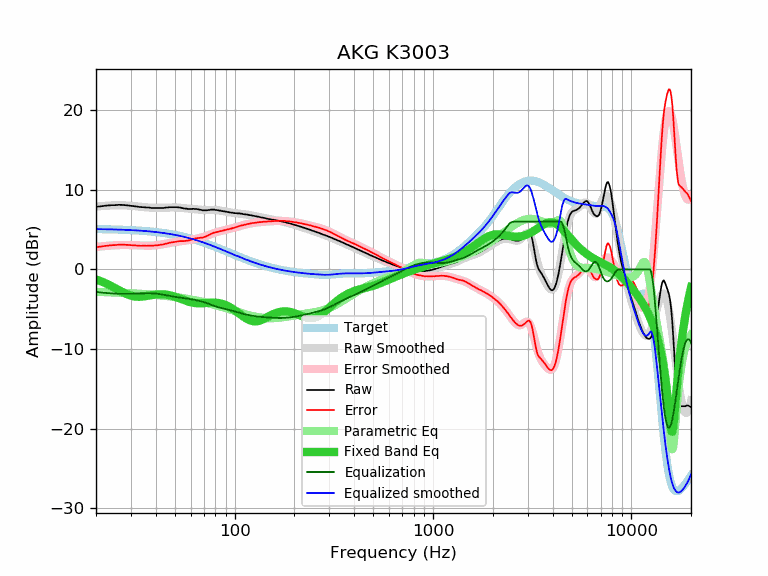 AKG K3003
Amplitude (dBr)
20
10
0
−10
−20
−30
Target
Raw Smoothed
Error Smoothed
Raw
Error
Parametric Eq
Fixed Band Eq
Equalization
Equalized smoothed
100
1000
10000
Frequency (Hz)